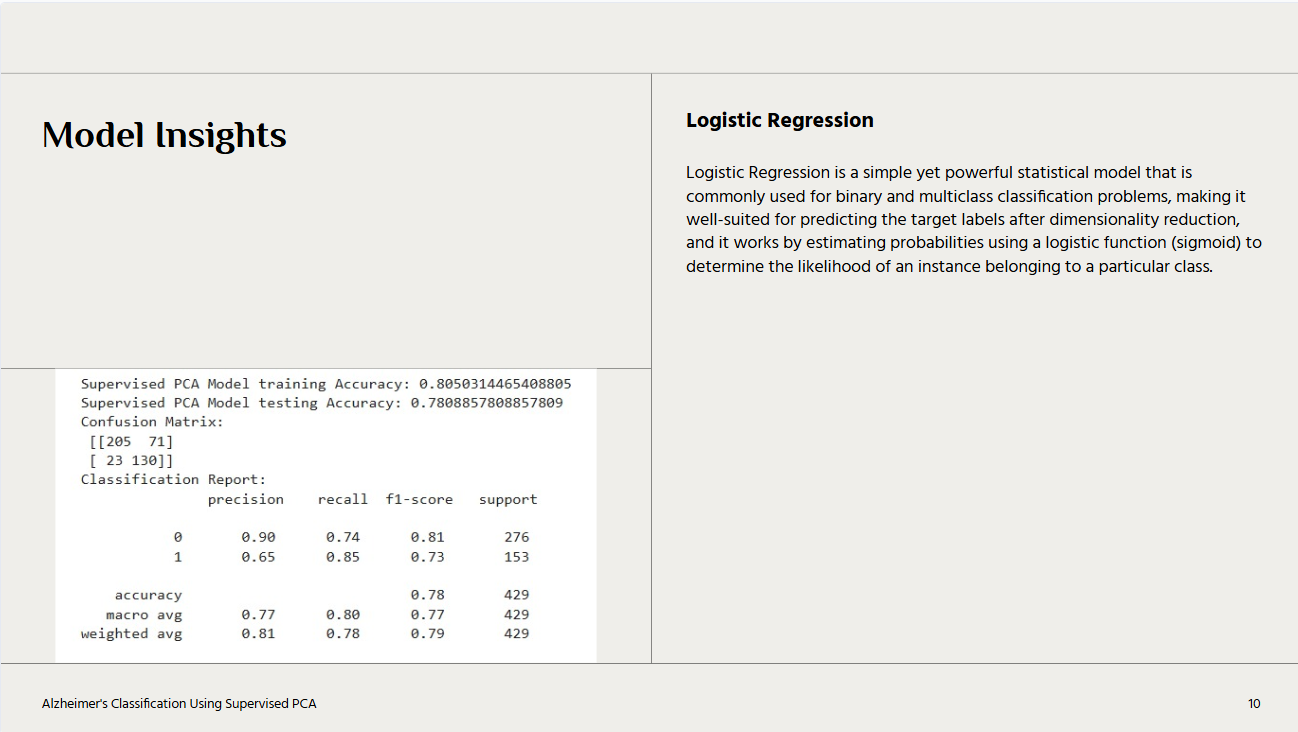 Model Insights
Logistic Regression
Logistic Regression is a simple yet powerful statistical model that is
commonly used for binary and multiclass classification problems, making it
well-suited for predicting the target labels after dimensionality reduction,
and it works by estimating probabilities using a logistic function (sigmoid) to
determine the likelihood of an instance belonging to a particular class.
Supervised PCA Model training Accuracy: 0.8050314465408805
Supervised PCA Model testing Accuracy: 0.7808857808857809
Confusion Matrix:
[[205 71]
[ 23 130]]
Classification Report:
precision recall f1-score support
0 0.90 0.74 0.81 276
1 0.65 0.85 0.73 153
accuracy 0.78 429
macro avg 0.77 0.80 0.77 429
weighted avg 0.81 0.78 0.79 429
Alzheimer's Classification Using Supervised PCA
10